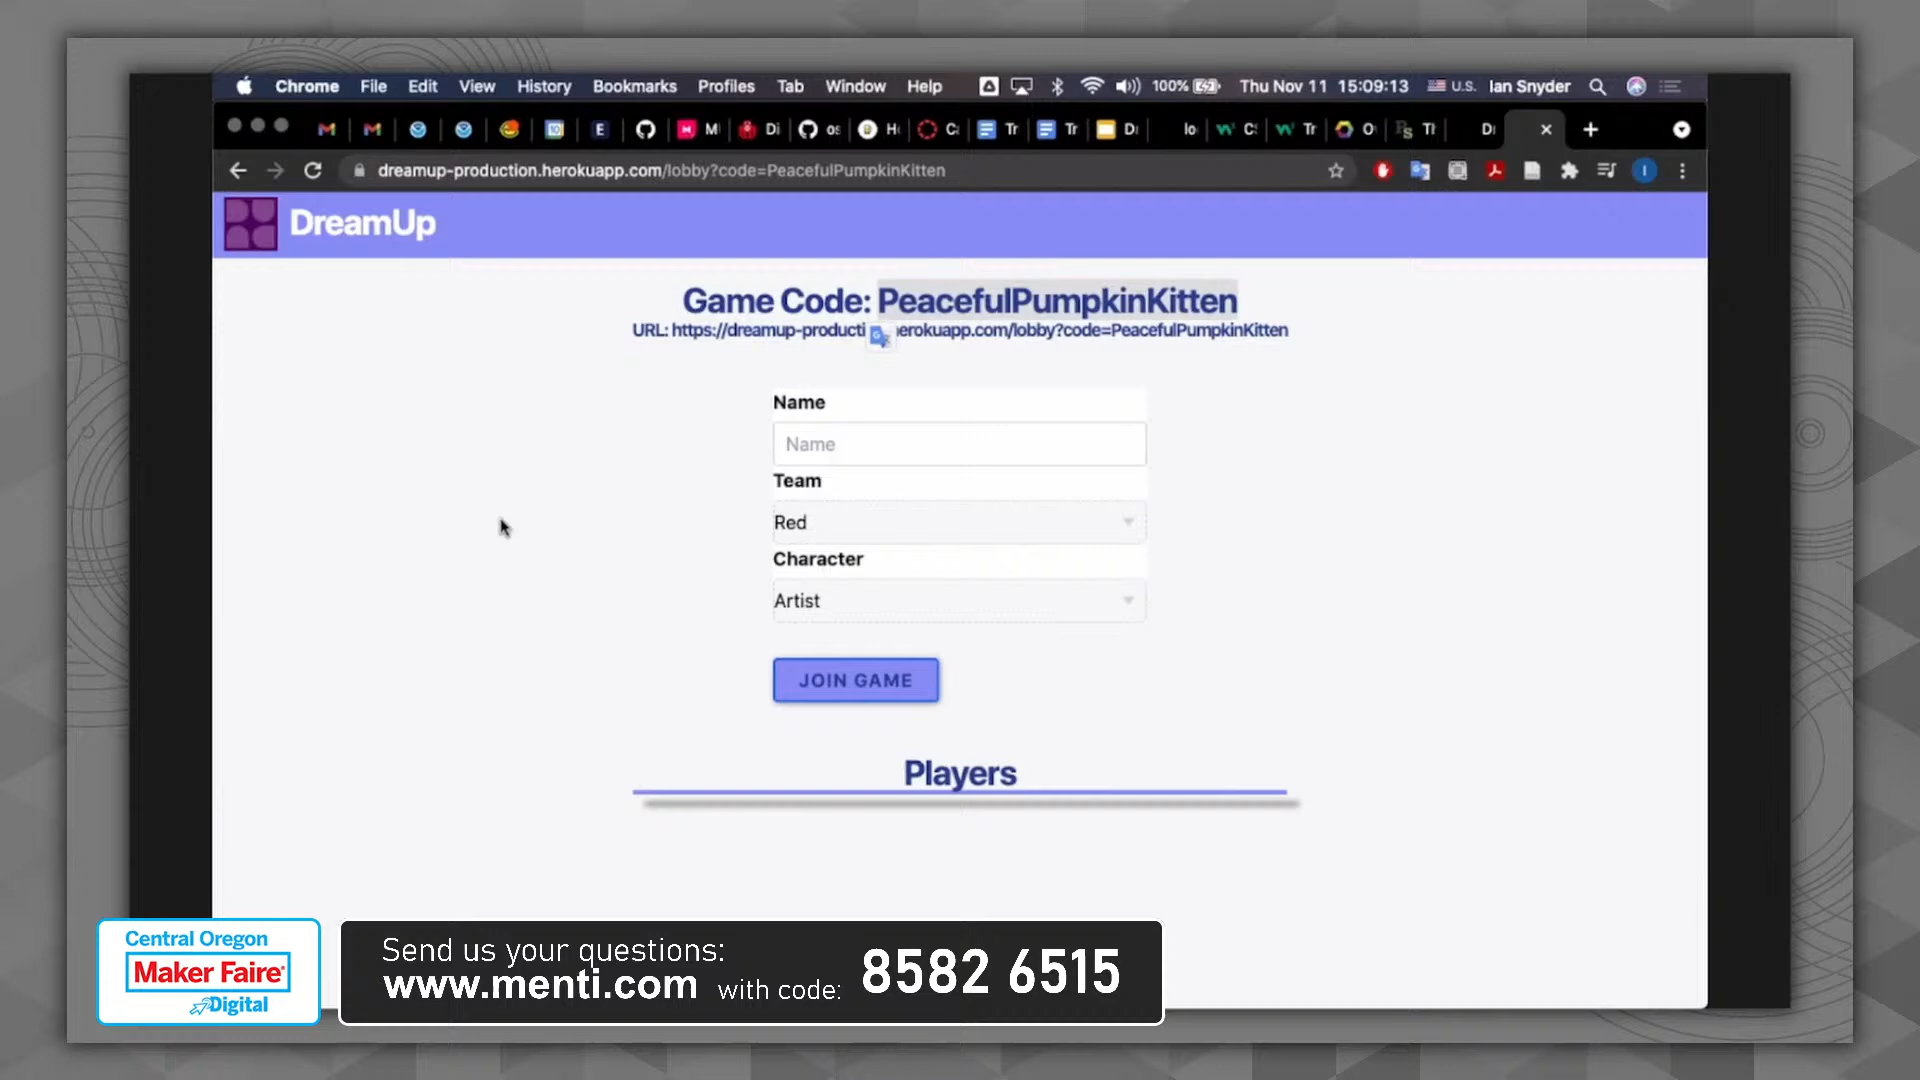 Chrome File Edit View History Bookmarks Profiles Tab Window Help 100% Thu Nov 11 15:09:13 U.S. Ian Snyder
dreamup-production.herokuapp.com/lobby?code=PeacefulPumpkinKitten
DreamUp
Game Code: PeacefulPumpkinKitten
URL: https://dreamup-producti erokuapp.com/lobby?code=PeacefulPumpkinKitten
Name
Name
Team
Red
Character
Artist
JOIN GAME
Players
Central Oregon
Maker Faire
Digital
Send us your questions:
www.menti.com with code: 8582 6515